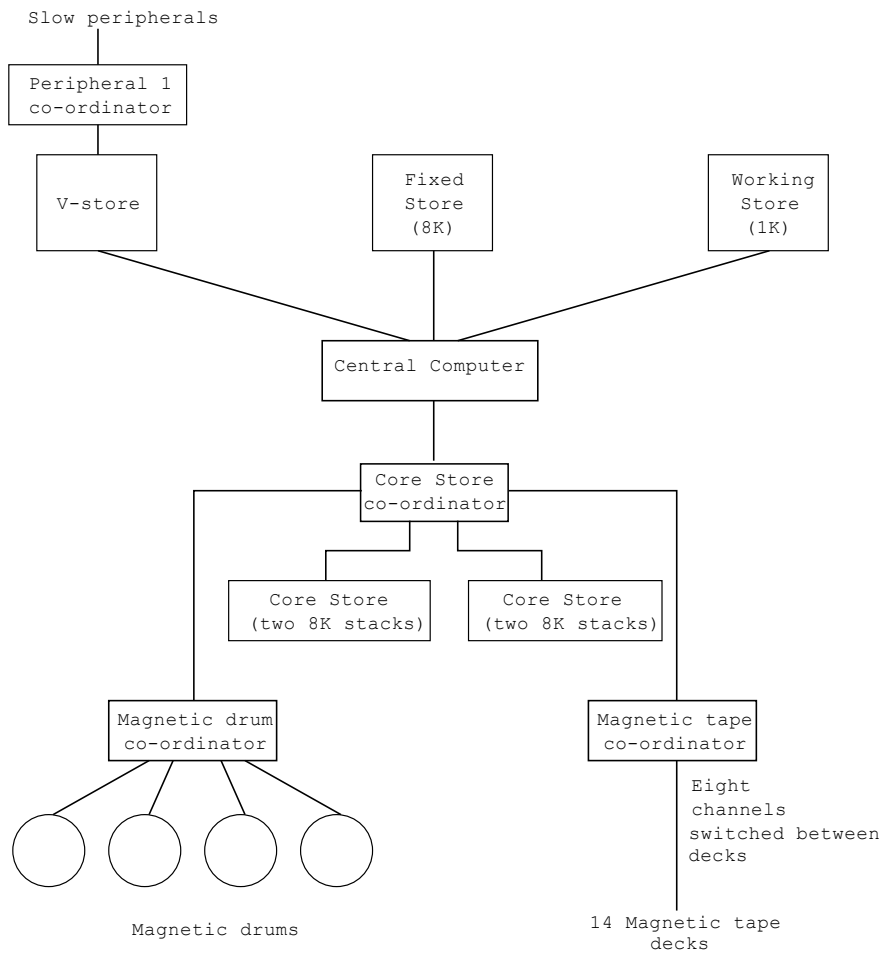 Slow peripherals
Peripheral 1
co-ordinator
V-store
Fixed
Store
(8K)
Working
Store
(1K)
Central Computer
Core Store
co-ordinator
Core Store
(two 8K stacks)
Core Store
(two 8K stacks)
Magnetic drum
co-ordinator
Magnetic tape
co-ordinator
Eight
channels
switched between
decks
Magnetic drums
14 Magnetic tape
decks